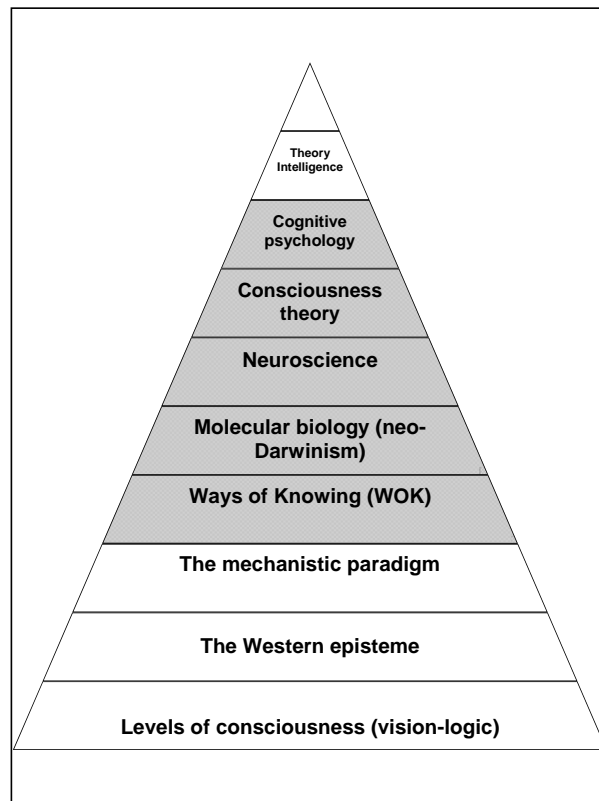 Theory
Intelligence
Cognitive
psychology
Consciousness
theory
Neuroscience
Molecular biology (neo-
Darwinism)
Ways of Knowing (WOK)
The mechanistic paradigm
The Western episteme
Levels of consciousness (vision-logic)